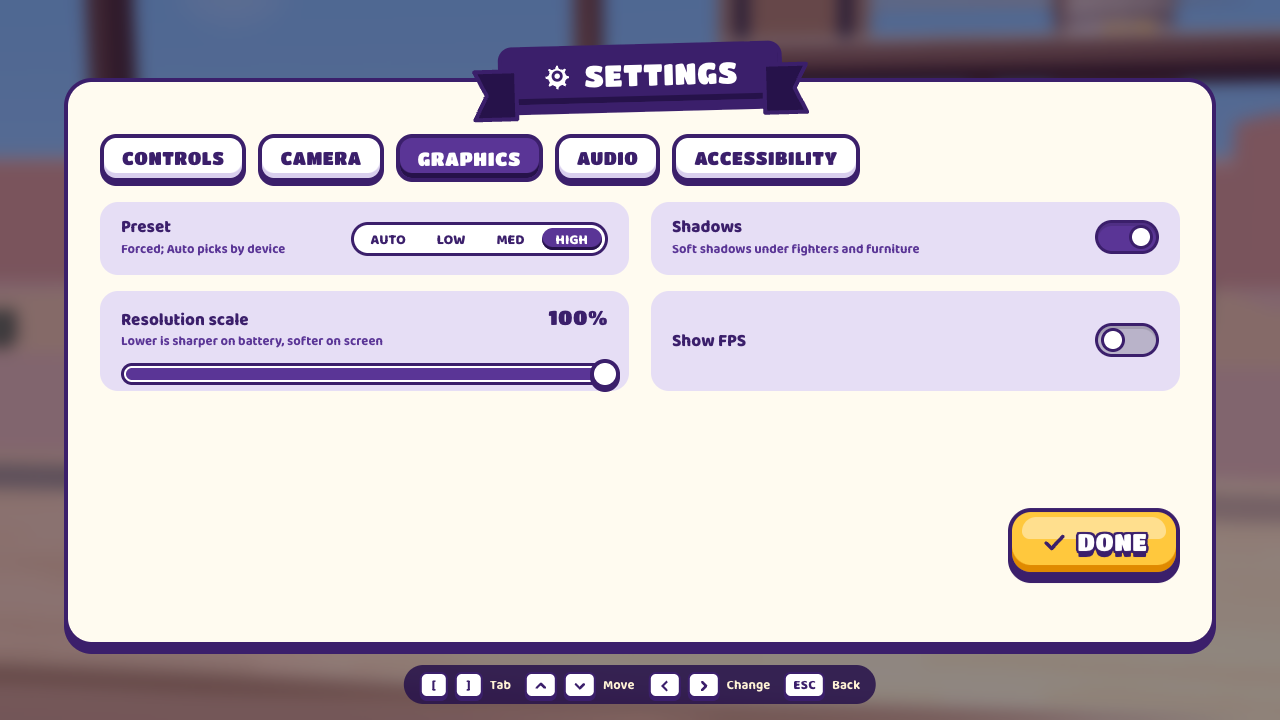 SETTINGS
CONTROLS
CAMERA
GRAPHICS
AUDIO
ACCESSIBILITY
Preset
Forced; Auto picks by device
AUTO
LOW
MED
HIGH
Shadows
Soft shadows under fighters and furniture
Resolution scale
100%
Lower is sharper on battery, softer on screen
Show FPS
DONE
[ ] Tab Move Change ESC Back